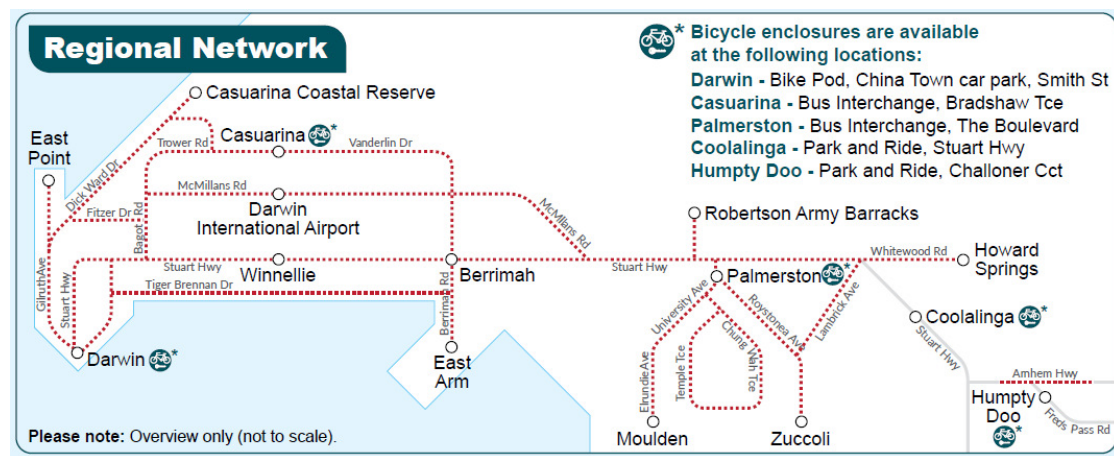 Regional Network
* Bicycle enclosures are available
at the following locations:
Darwin - Bike Pod, China Town car park, Smith St
Casuarina - Bus Interchange, Bradshaw Tce
Palmerston - Bus Interchange, The Boulevard
Coolalinga - Park and Ride, Stuart Hwy
Humpty Doo - Park and Ride, Challoner Cct
Casuarina Coastal Reserve
East
Point
Casuarina *
Trower Rd
Vanderlin Dr
Dick Ward Dr
McMillans Rd
Fitzer Dr
Bagot Rd
Darwin
International Airport
McMllans Rd
Robertson Army Barracks
Gilruth Ave
Stuart Hwy
Stuart Hwy
Winnellie
Berrimah
Stuart Hwy
Whitewood Rd
Howard
Springs
Tiger Brennan Dr
Berrimah Rd
Palmerston *
University Ave
Roystonea Ave
Lambrick Ave
Coolalinga *
Stuart Hwy
Darwin *
East
Arm
Elrundie Ave
Temple Tce
Chung Wah Tce
Arnhem Hwy
Humpty
Doo
*
Freds Pass Rd
Moulden
Zuccoli
Please note: Overview only (not to scale).